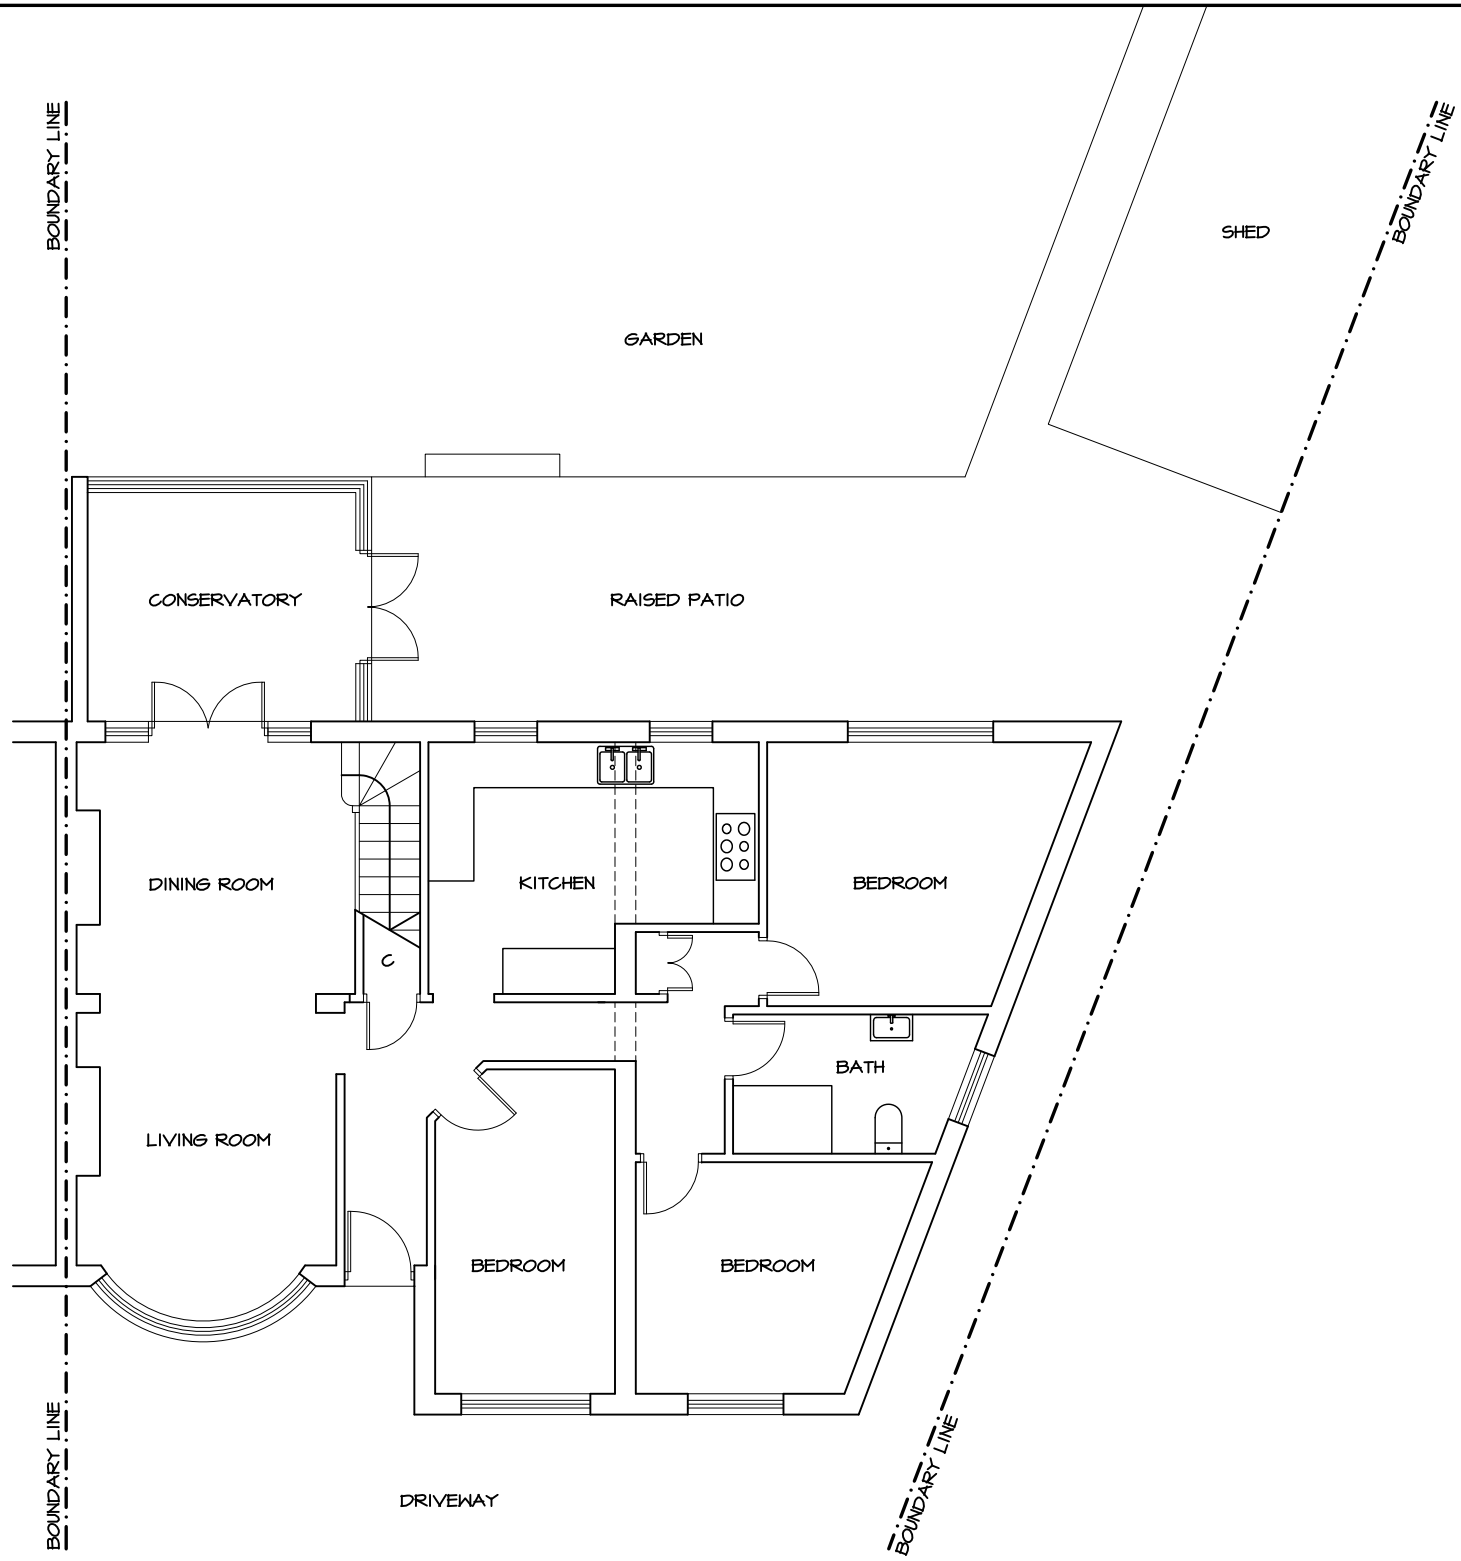 BOUNDARY LINE
BOUNDARY LINE
SHED
GARDEN
CONSERVATORY
RAISED PATIO
DINING ROOM
KITCHEN
BEDROOM
C
BATH
LIVING ROOM
BEDROOM
BEDROOM
BOUNDARY LINE
BOUNDARY LINE
DRIVEWAY